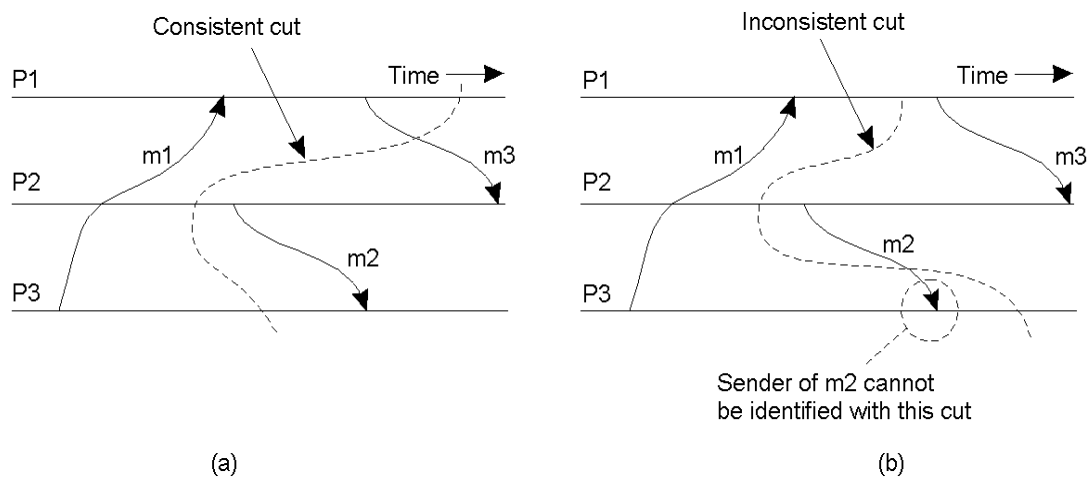 Consistent cut
Time
P1
m1
m3
P2
m2
P3
(a)
Inconsistent cut
Time
P1
m1
m3
P2
m2
P3
Sender of m2 cannot
be identified with this cut
(b)